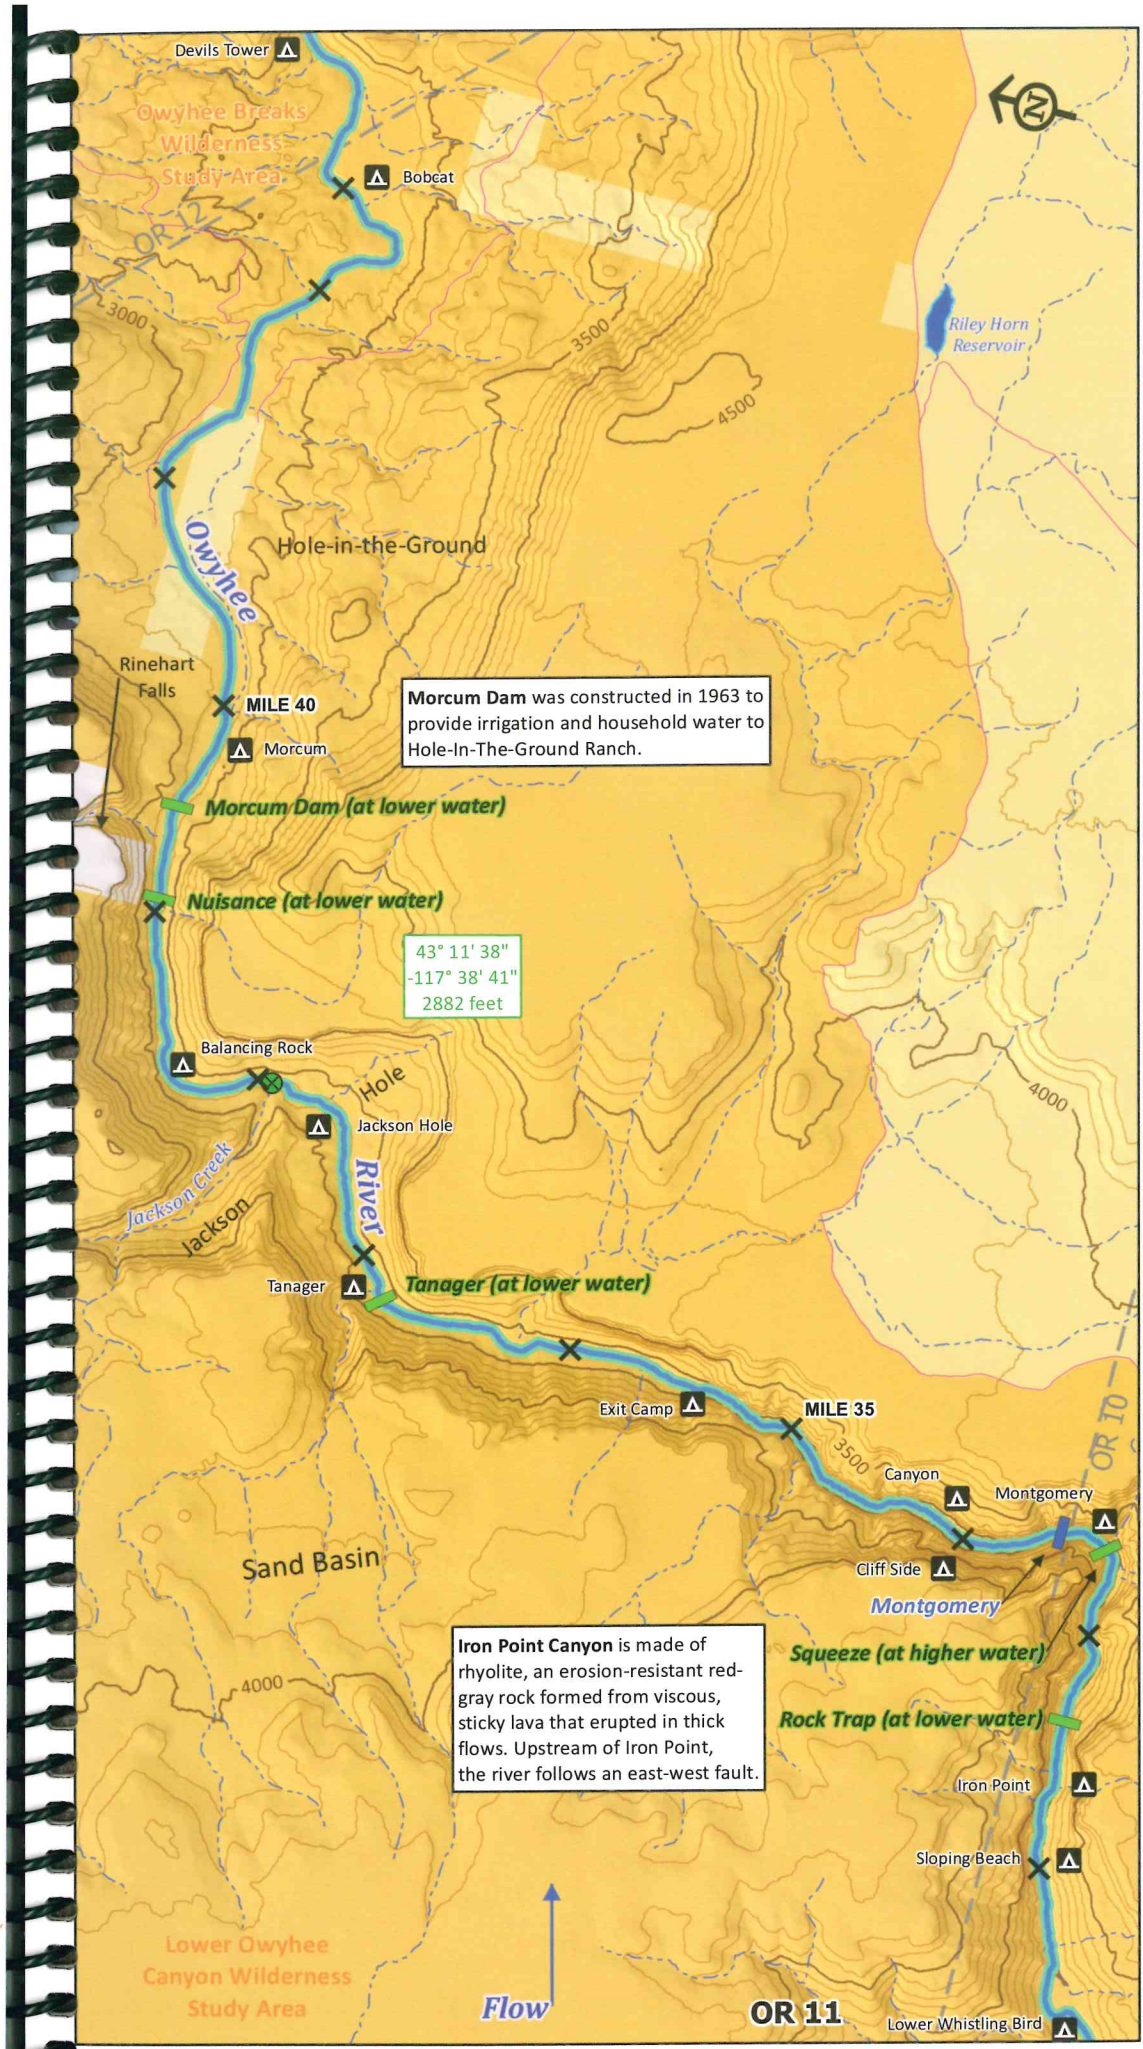 Devils Tower
Owyhee Breaks
Wilderness
Study Area
N
Bobcat
OR 12
3000
3500
Riley Horn
Reservoir
4500
Owyhee
Hole-in-the-Ground
Rinehart
Falls
MILE 40
Morcum
Morcum Dam was constructed in 1963 to
provide irrigation and household water to
Hole-In-The-Ground Ranch.
Morcum Dam (at lower water)
Nuisance (at lower water)
43° 11' 38"
-117° 38' 41"
2882 feet
Balancing Rock
Hole
4000
Jackson Hole
Jackson Creek
River
Jackson
Tanager
Tanager (at lower water)
Exit Camp
MILE 35
OR 10
3500
Canyon
Montgomery
Sand Basin
Cliff Side
Montgomery
Squeeze (at higher water)
Iron Point Canyon is made of
rhyolite, an erosion-resistant red-
gray rock formed from viscous,
sticky lava that erupted in thick
flows. Upstream of Iron Point,
the river follows an east-west fault.
4000
Rock Trap (at lower water)
Iron Point
Sloping Beach
Lower Owyhee
Canyon Wilderness
Study Area
Flow
OR 11
Lower Whistling Bird